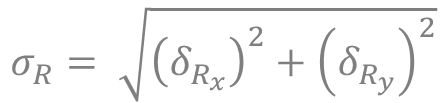 σ_R = √((δ_{R_x})² + (δ_{R_y})²)